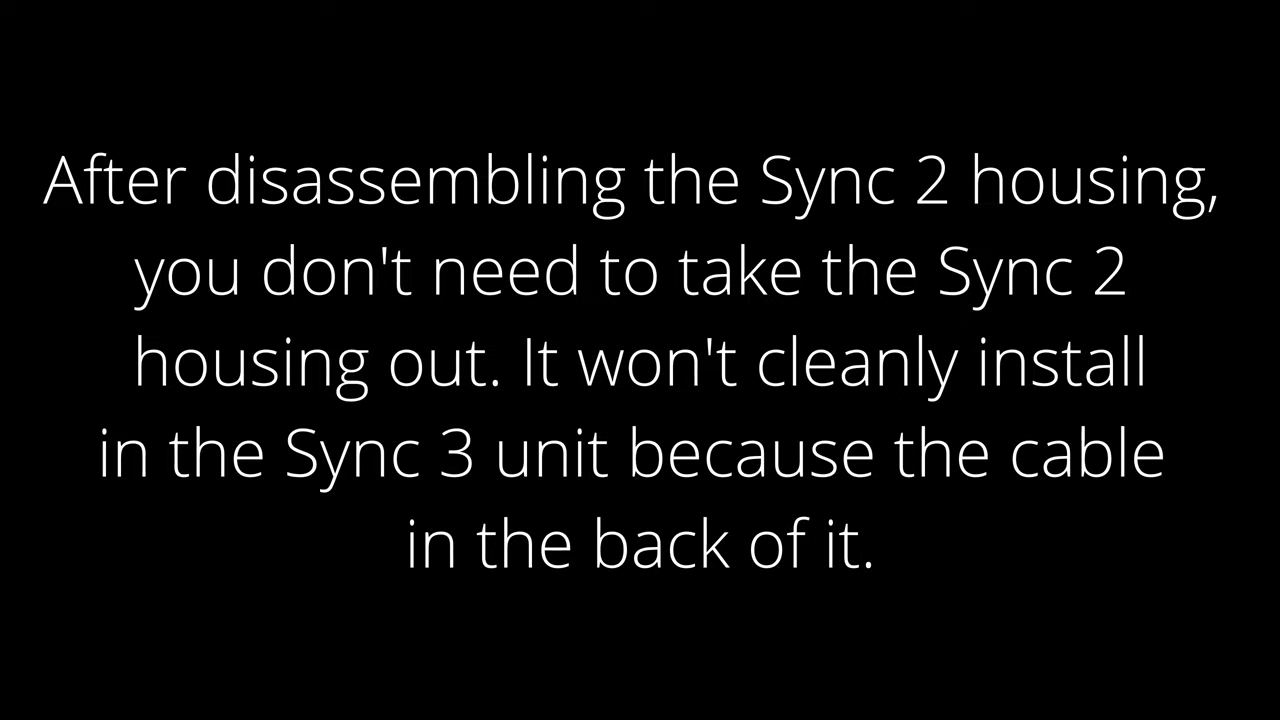 After disassembling the Sync 2 housing,
you don't need to take the Sync 2
housing out. It won't cleanly install
in the Sync 3 unit because the cable
in the back of it.